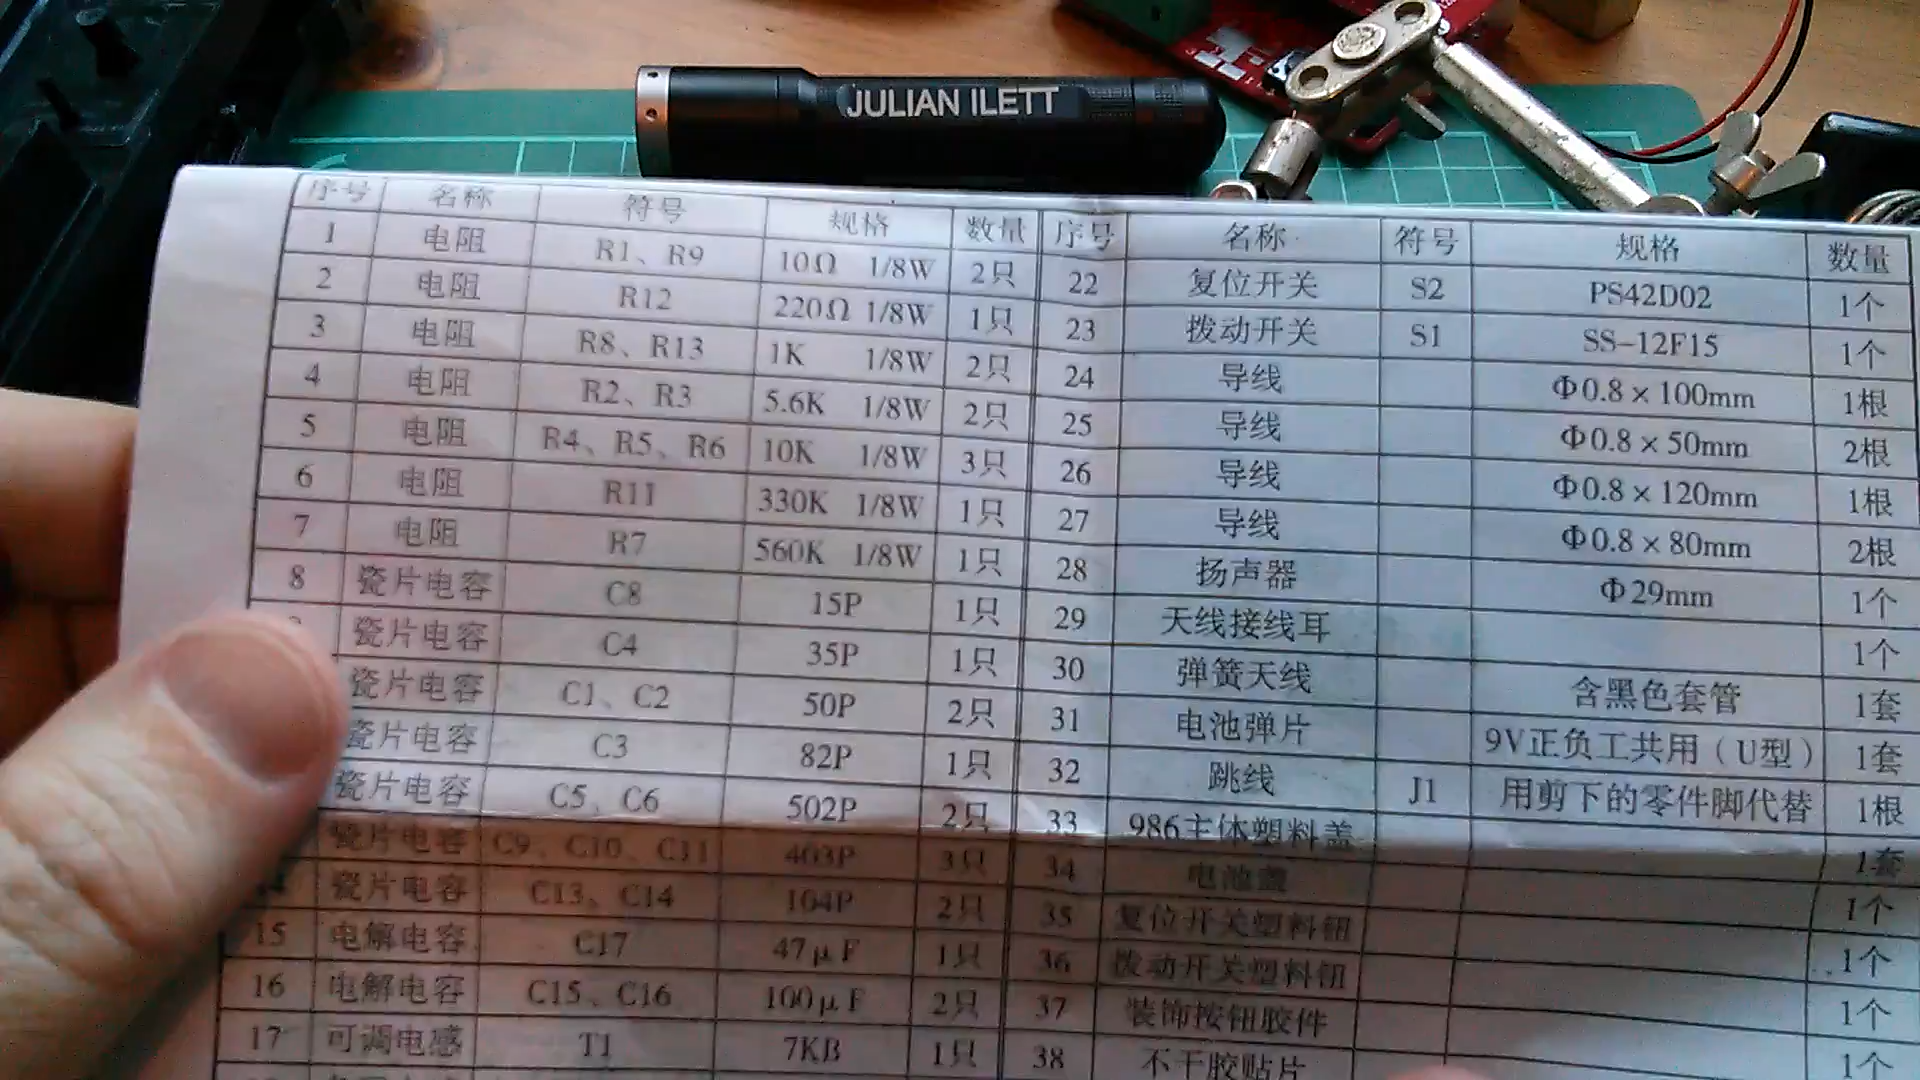 JULIAN ILETT
序号 名称 符号 规格 数量 序号 名称 符号 规格 数量
1 电阻 R1、R9 10Ω 1/8W 2只 22 复位开关 S2 PS42D02 1个
2 电阻 R12 220Ω 1/8W 1只 23 拨动开关 S1 SS-12F15 1个
3 电阻 R8、R13 1K 1/8W 2只 24 导线 Φ0.8×100mm 1根
4 电阻 R2、R3 5.6K 1/8W 2只 25 导线 Φ0.8×50mm 2根
5 电阻 R4、R5、R6 10K 1/8W 3只 26 导线 Φ0.8×120mm 1根
6 电阻 R11 330K 1/8W 1只 27 导线 Φ0.8×80mm 2根
7 电阻 R7 560K 1/8W 1只 28 扬声器 Φ29mm 1个
8 瓷片电容 C8 15P 1只 29 天线接线耳 1个
瓷片电容 C4 35P 1只 30 弹簧天线 含黑色套管 1套
瓷片电容 C1、C2 50P 2只 31 电池弹片 9V正负工共用（U型） 1套
瓷片电容 C3 82P 1只 32 跳线 J1 用剪下的零件脚代替 1根
瓷片电容 C5、C6 502P 2只 33 986主体塑料盖 1套
瓷片电容 C9、C10、C11 403P 3只 34 电池盖 1个
瓷片电容 C13、C14 104P 2只 35 复位开关塑料钮 1个
15 电解电容 C17 47μF 1只 36 拨动开关塑料钮 1个
16 电解电容 C15、C16 100μF 2只 37 装饰按钮胶件 1个
17 可调电感 T1 7KB 1只 38 不干胶贴片